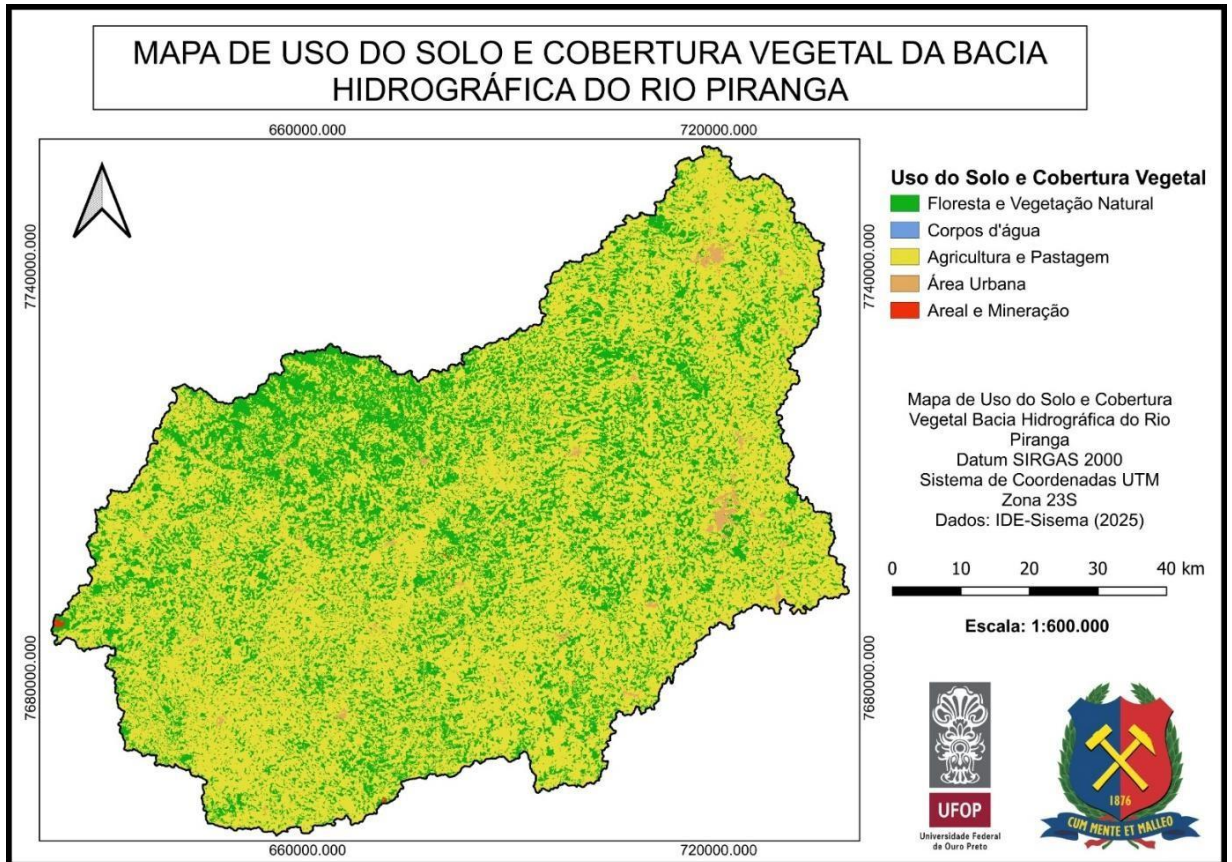 MAPA DE USO DO SOLO E COBERTURA VEGETAL DA BACIA
HIDROGRÁFICA DO RIO PIRANGA
660000.000
720000.000
7740000.000
7740000.000
7680000.000
7680000.000
660000.000
720000.000
Uso do Solo e Cobertura Vegetal
Floresta e Vegetação Natural
Corpos d'água
Agricultura e Pastagem
Área Urbana
Areal e Mineração
Mapa de Uso do Solo e Cobertura
Vegetal Bacia Hidrográfica do Rio
Piranga
Datum SIRGAS 2000
Sistema de Coordenadas UTM
Zona 23S
Dados: IDE-Sisema (2025)
0 10 20 30 40 km
Escala: 1:600.000
UFOP
Universidade Federal
de Ouro Preto
1876
CUM MENTE ET MALLEO